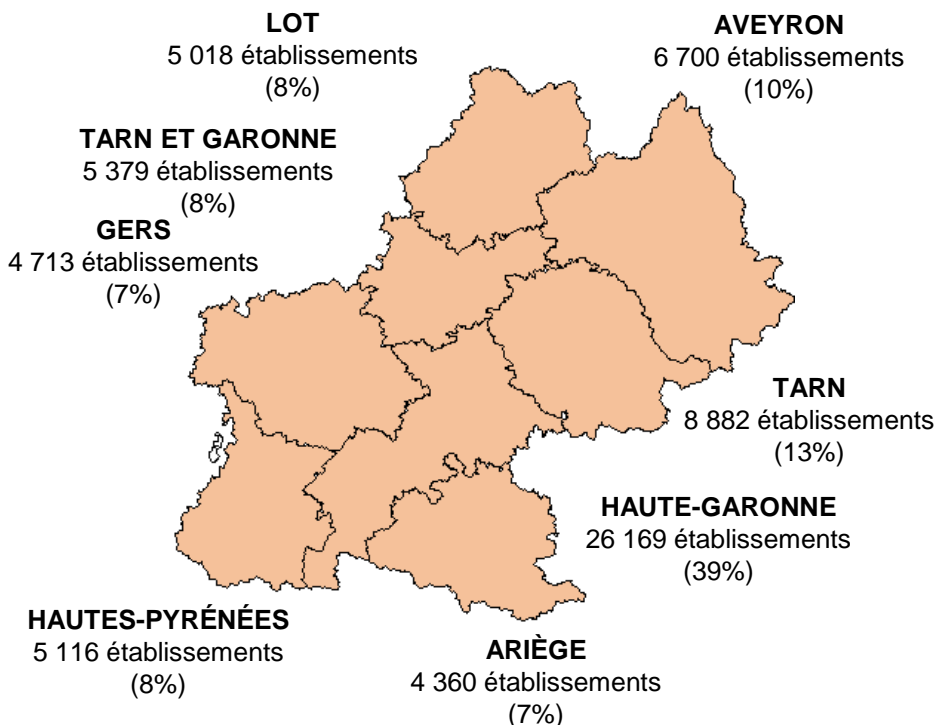 LOT
5 018 établissements
(8%)
AVEYRON
6 700 établissements
(10%)
TARN ET GARONNE
5 379 établissements
(8%)
GERS
4 713 établissements
(7%)
TARN
8 882 établissements
(13%)
HAUTE-GARONNE
26 169 établissements
(39%)
HAUTES-PYRÉNÉES
5 116 établissements
(8%)
ARIÈGE
4 360 établissements
(7%)